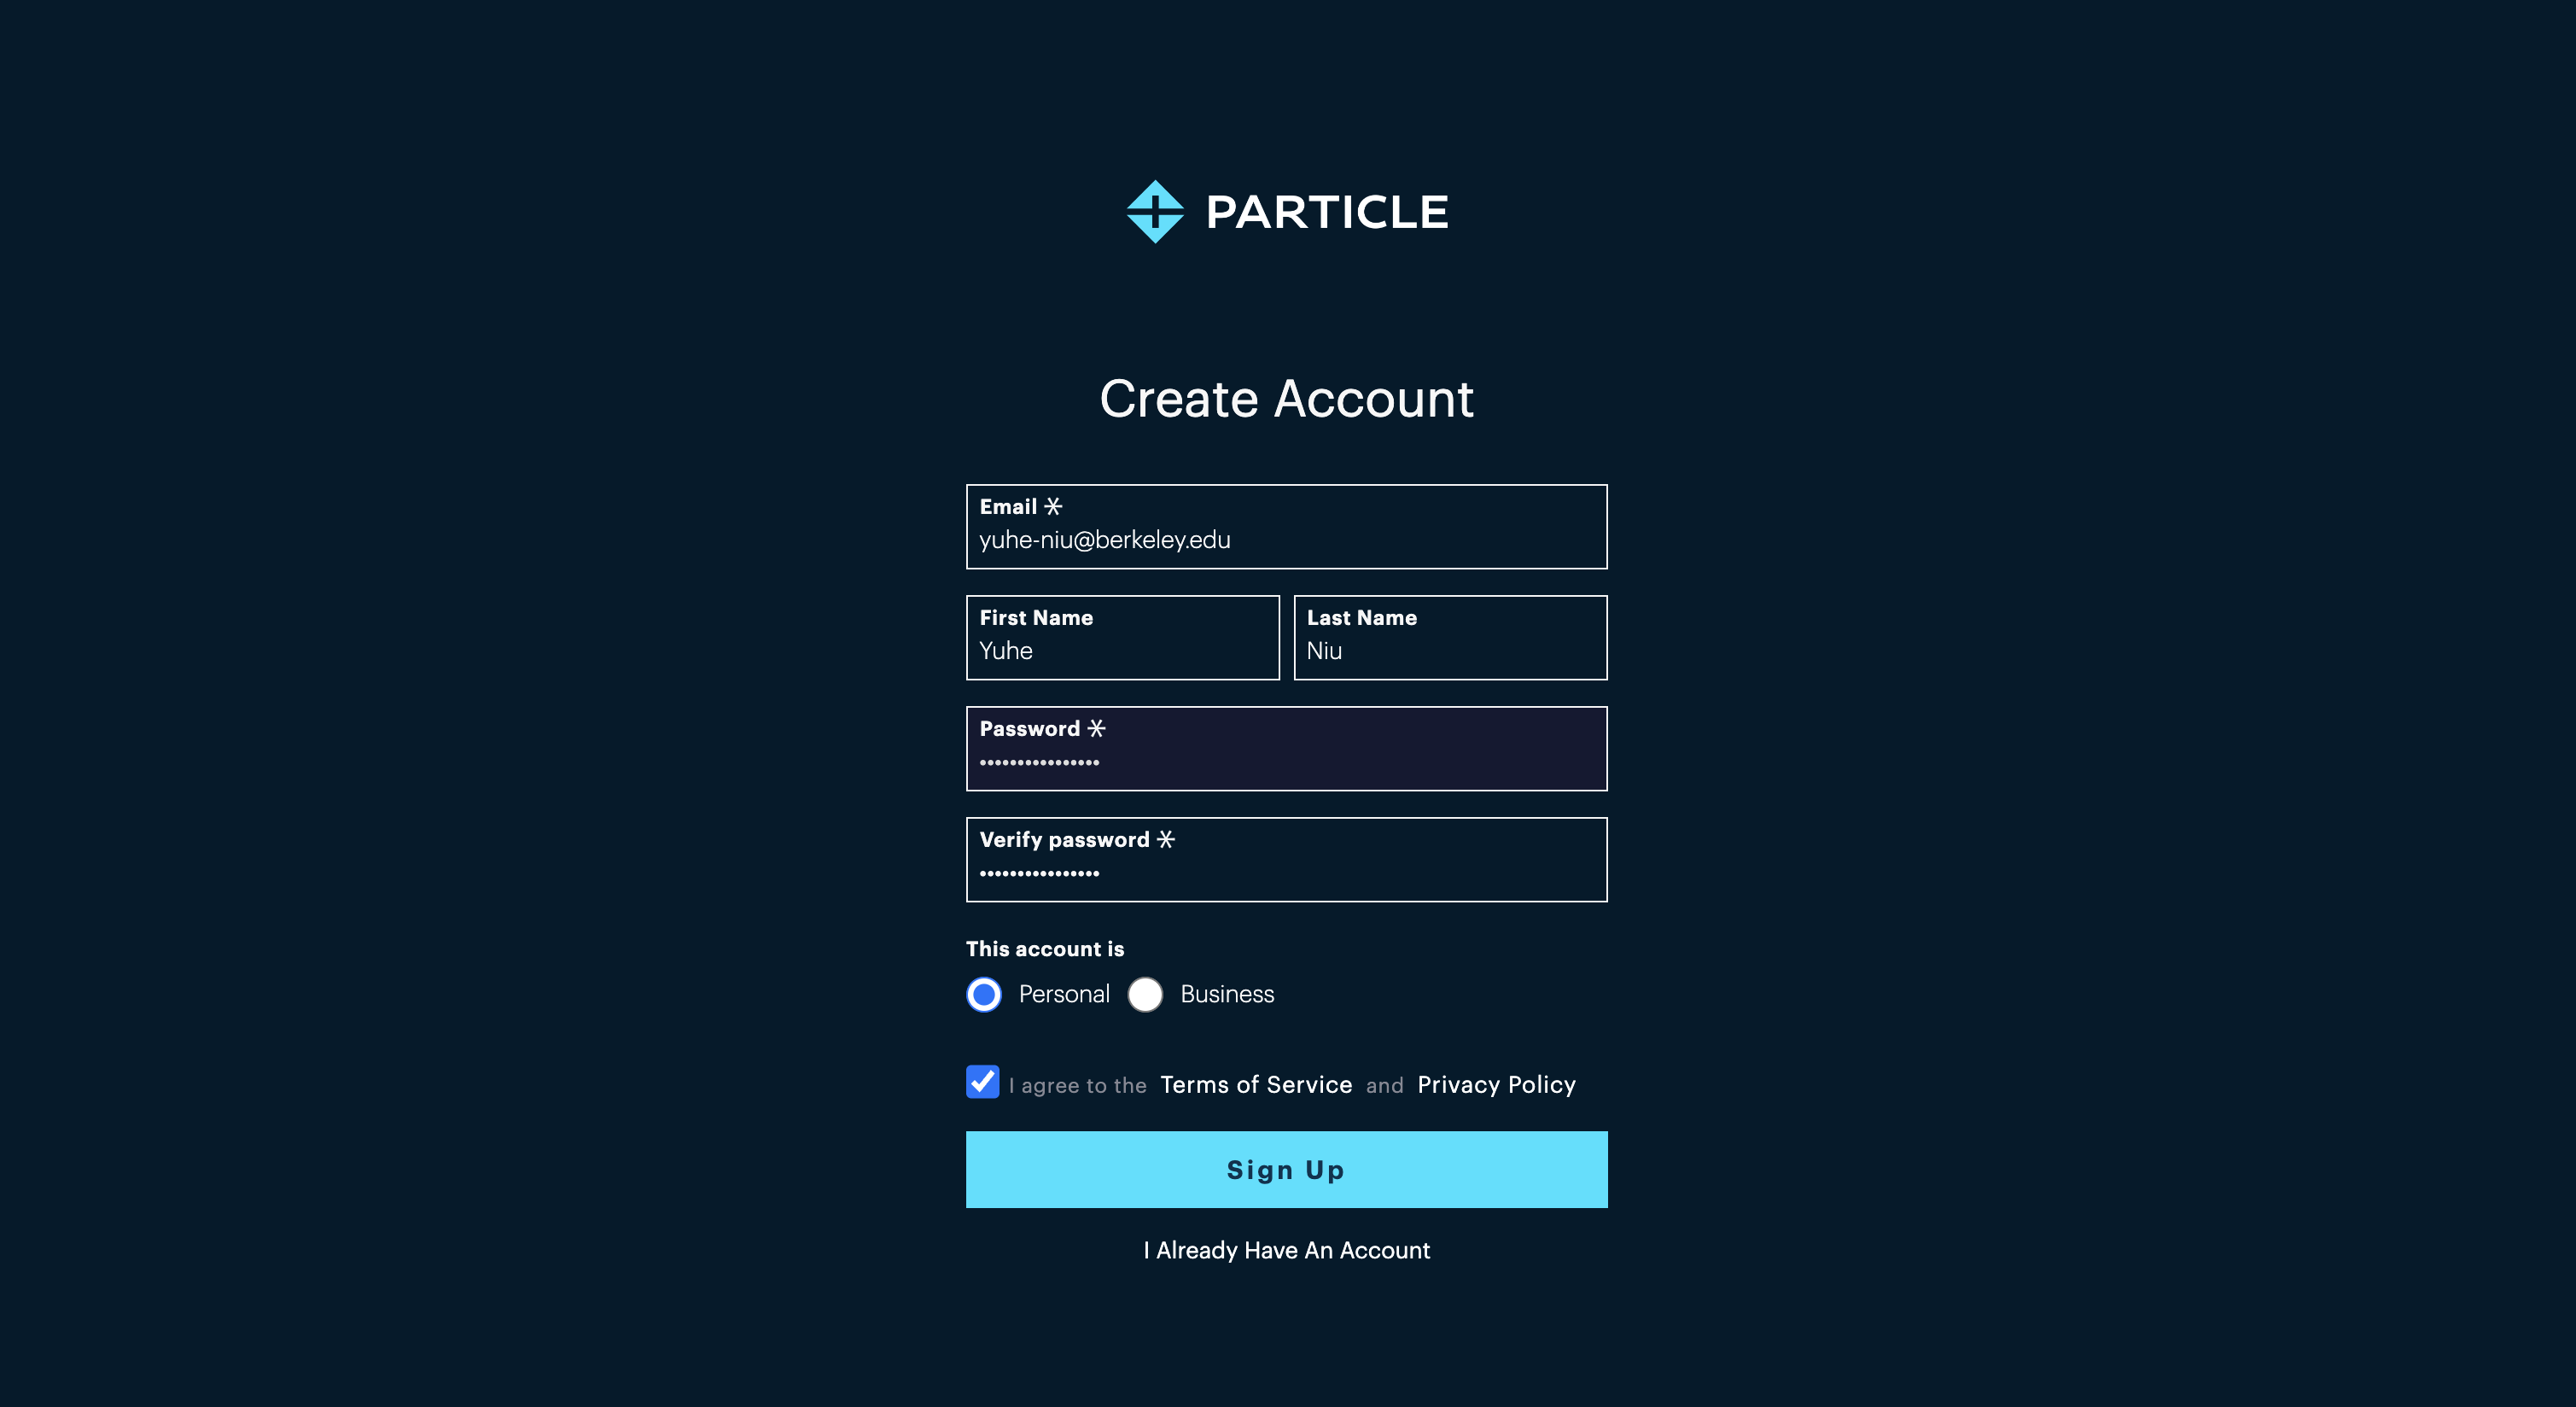 PARTICLE
Create Account
Email *
yuhe-niu@berkeley.edu
First Name
Yuhe
Last Name
Niu
Password *
••••••••••••••••
Verify password *
••••••••••••••••
This account is
Personal
Business
I agree to the Terms of Service and Privacy Policy
Sign Up
I Already Have An Account